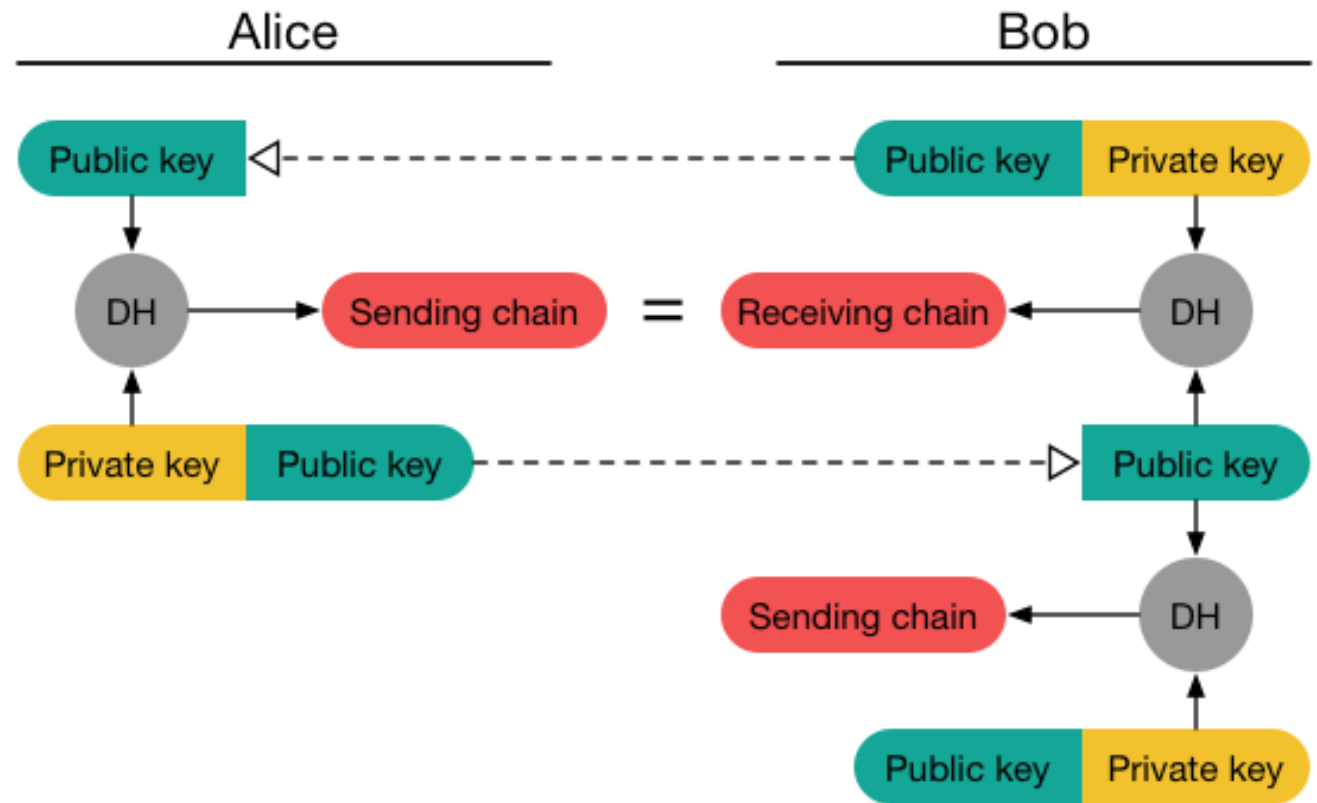 Alice
Bob
Public key
Public key
Private key
DH
Sending chain
=
Receiving chain
DH
Private key
Public key
Public key
Sending chain
DH
Public key
Private key